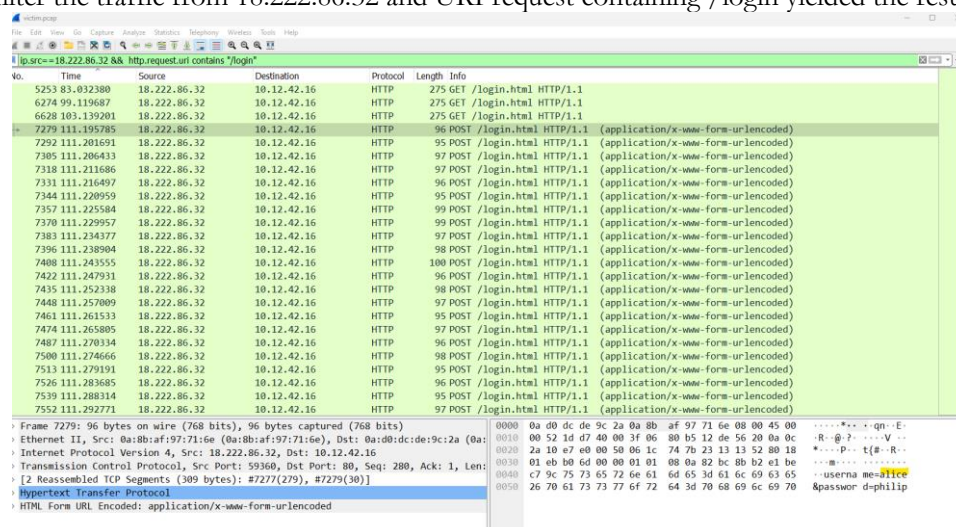 filter the traffic from 18.222.86.32 and URI request containing /login yielded the
victim.pcap
File Edit View Go Capture Analyze Statistics Telephony Wireless Tools Help
ip.src==18.222.86.32 && http.request.uri contains "/login"
No. Time Source Destination Protocol Length Info
5253 83.032380 18.222.86.32 10.12.42.16 HTTP 275 GET /login.html HTTP/1.1
6274 99.119687 18.222.86.32 10.12.42.16 HTTP 275 GET /login.html HTTP/1.1
6628 103.139201 18.222.86.32 10.12.42.16 HTTP 275 GET /login.html HTTP/1.1
7279 111.195785 18.222.86.32 10.12.42.16 HTTP 96 POST /login.html HTTP/1.1 (application/x-www-form-urlencoded)
7292 111.201691 18.222.86.32 10.12.42.16 HTTP 95 POST /login.html HTTP/1.1 (application/x-www-form-urlencoded)
7305 111.206433 18.222.86.32 10.12.42.16 HTTP 97 POST /login.html HTTP/1.1 (application/x-www-form-urlencoded)
7318 111.211686 18.222.86.32 10.12.42.16 HTTP 97 POST /login.html HTTP/1.1 (application/x-www-form-urlencoded)
7331 111.216497 18.222.86.32 10.12.42.16 HTTP 96 POST /login.html HTTP/1.1 (application/x-www-form-urlencoded)
7344 111.220959 18.222.86.32 10.12.42.16 HTTP 95 POST /login.html HTTP/1.1 (application/x-www-form-urlencoded)
7357 111.225584 18.222.86.32 10.12.42.16 HTTP 99 POST /login.html HTTP/1.1 (application/x-www-form-urlencoded)
7370 111.229957 18.222.86.32 10.12.42.16 HTTP 99 POST /login.html HTTP/1.1 (application/x-www-form-urlencoded)
7383 111.234377 18.222.86.32 10.12.42.16 HTTP 97 POST /login.html HTTP/1.1 (application/x-www-form-urlencoded)
7396 111.238904 18.222.86.32 10.12.42.16 HTTP 98 POST /login.html HTTP/1.1 (application/x-www-form-urlencoded)
7408 111.243555 18.222.86.32 10.12.42.16 HTTP 100 POST /login.html HTTP/1.1 (application/x-www-form-urlencoded)
7422 111.247931 18.222.86.32 10.12.42.16 HTTP 96 POST /login.html HTTP/1.1 (application/x-www-form-urlencoded)
7435 111.252338 18.222.86.32 10.12.42.16 HTTP 98 POST /login.html HTTP/1.1 (application/x-www-form-urlencoded)
7448 111.257009 18.222.86.32 10.12.42.16 HTTP 97 POST /login.html HTTP/1.1 (application/x-www-form-urlencoded)
7461 111.261533 18.222.86.32 10.12.42.16 HTTP 95 POST /login.html HTTP/1.1 (application/x-www-form-urlencoded)
7474 111.265805 18.222.86.32 10.12.42.16 HTTP 97 POST /login.html HTTP/1.1 (application/x-www-form-urlencoded)
7487 111.270334 18.222.86.32 10.12.42.16 HTTP 96 POST /login.html HTTP/1.1 (application/x-www-form-urlencoded)
7500 111.274666 18.222.86.32 10.12.42.16 HTTP 98 POST /login.html HTTP/1.1 (application/x-www-form-urlencoded)
7513 111.279191 18.222.86.32 10.12.42.16 HTTP 95 POST /login.html HTTP/1.1 (application/x-www-form-urlencoded)
7526 111.283685 18.222.86.32 10.12.42.16 HTTP 96 POST /login.html HTTP/1.1 (application/x-www-form-urlencoded)
7539 111.288314 18.222.86.32 10.12.42.16 HTTP 95 POST /login.html HTTP/1.1 (application/x-www-form-urlencoded)
7552 111.292771 18.222.86.32 10.12.42.16 HTTP 97 POST /login.html HTTP/1.1 (application/x-www-form-urlencoded)
Frame 7279: 96 bytes on wire (768 bits), 96 bytes captured (768 bits)
Ethernet II, Src: 0a:8b:af:97:71:6e (0a:8b:af:97:71:6e), Dst: 0a:d0:dc:de:9c:2a (0a:
Internet Protocol Version 4, Src: 18.222.86.32, Dst: 10.12.42.16
Transmission Control Protocol, Src Port: 59360, Dst Port: 80, Seq: 280, Ack: 1, Len:
[2 Reassembled TCP Segments (309 bytes): #7277(279), #7279(30)]
Hypertext Transfer Protocol
HTML Form URL Encoded: application/x-www-form-urlencoded
0000 0a d0 dc de 9c 2a 0a 8b af 97 71 6e 08 00 45 00 ·····*·· ··qn··E·
0010 00 52 1d d7 40 00 3f 06 80 b5 12 de 56 20 0a 0c ·R··@·?· ····V ··
0020 2a 10 e7 e0 00 50 06 1c 74 7b 23 13 13 52 80 18 *····P·· t{#··R··
0030 01 eb b0 6d 00 00 01 01 08 0a 82 bc 8b b2 e1 be ···m···· ········
0040 c7 9c 75 73 65 72 6e 61 6d 65 3d 61 6c 69 63 65 ··userna me=alice
0050 26 70 61 73 73 77 6f 72 64 3d 70 68 69 6c 69 70 &passwor d=philip